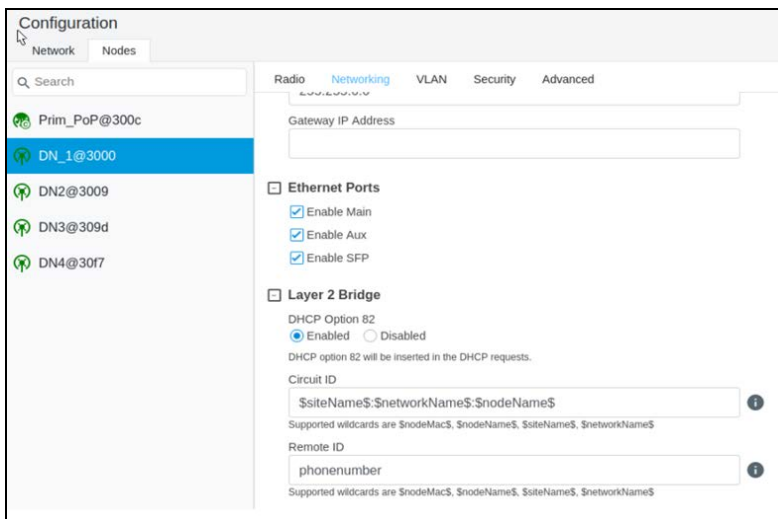 Configuration
Network Nodes
Search
Radio Networking VLAN Security Advanced
Prim_PoP@300c
Gateway IP Address
DN_1@3000
DN2@3009
Ethernet Ports
Enable Main
DN3@309d
Enable Aux
Enable SFP
DN4@30f7
Layer 2 Bridge
DHCP Option 82
Enabled Disabled
DHCP option 82 will be inserted in the DHCP requests.
Circuit ID
$siteName$:$networkName$:$nodeName$
Supported wildcards are $nodeMac$, $nodeName$, $siteName$, $networkName$
Remote ID
phonenumber
Supported wildcards are $nodeMac$, $nodeName$, $siteName$, $networkName$